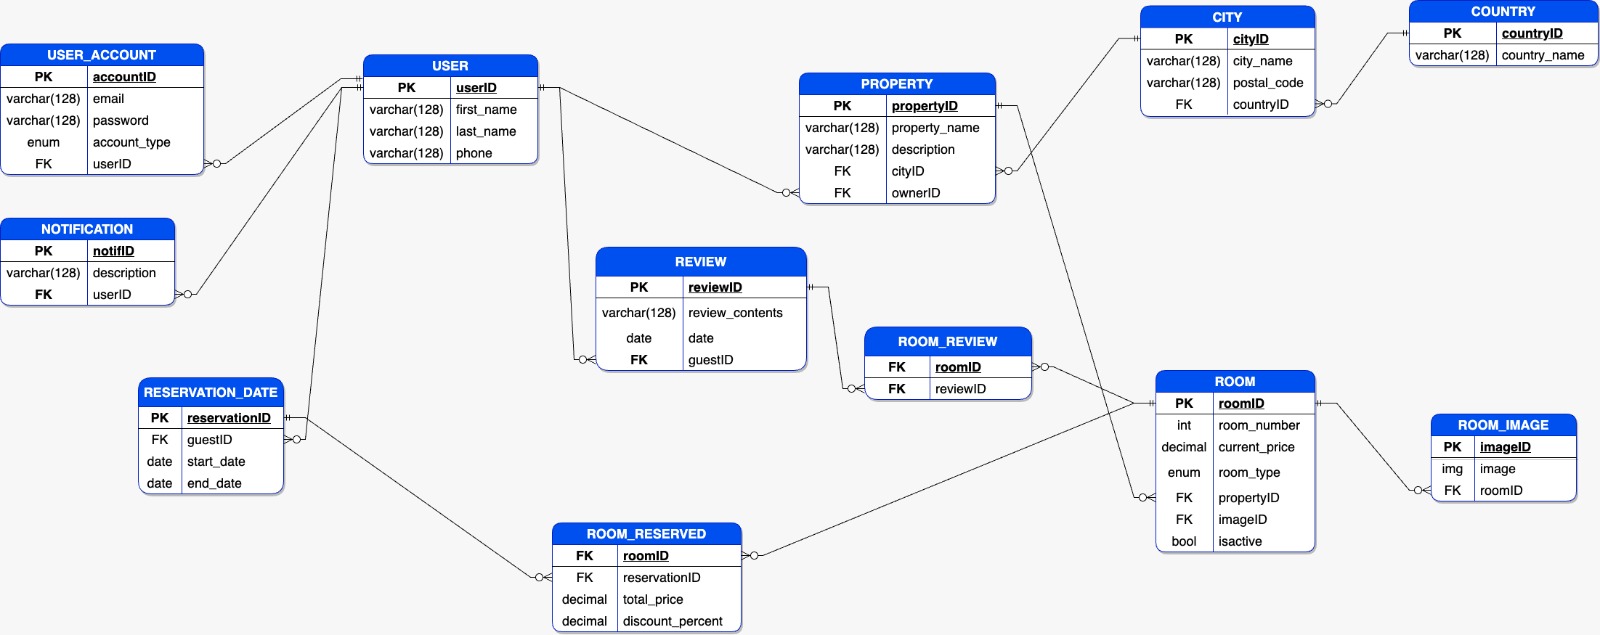 USER_ACCOUNT
PK accountID
varchar(128) email
varchar(128) password
enum account_type
FK userID
USER
PK userID
varchar(128) first_name
varchar(128) last_name
varchar(128) phone
PROPERTY
PK propertyID
varchar(128) property_name
varchar(128) description
FK cityID
FK ownerID
CITY
PK cityID
varchar(128) city_name
varchar(128) postal_code
FK countryID
COUNTRY
PK countryID
varchar(128) country_name
NOTIFICATION
PK notifID
varchar(128) description
FK userID
REVIEW
PK reviewID
varchar(128) review_contents
date date
FK guestID
ROOM_REVIEW
FK roomID
FK reviewID
RESERVATION_DATE
PK reservationID
FK guestID
date start_date
date end_date
ROOM
PK roomID
int room_number
decimal current_price
enum room_type
FK propertyID
FK imageID
bool isactive
ROOM_IMAGE
PK imageID
img image
FK roomID
ROOM_RESERVED
FK roomID
FK reservationID
decimal total_price
decimal discount_percent